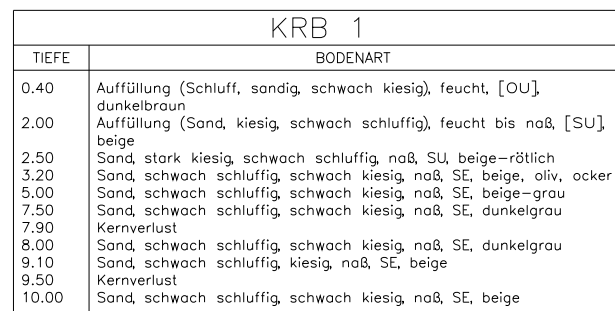 KRB 1
TIEFE BODENART
0.40 Auffüllung (Schluff, sandig, schwach kiesig), feucht, [OU],
dunkelbraun
2.00 Auffüllung (Sand, kiesig, schwach schluffig), feucht bis naß, [SU],
beige
2.50 Sand, stark kiesig, schwach schluffig, naß, SU, beige-rötlich
3.20 Sand, schwach schluffig, schwach kiesig, naß, SE, beige, oliv, ocker
5.00 Sand, schwach schluffig, schwach kiesig, naß, SE, beige-grau
7.50 Sand, schwach schluffig, schwach kiesig, naß, SE, dunkelgrau
7.90 Kernverlust
8.00 Sand, schwach schluffig, schwach kiesig, naß, SE, dunkelgrau
9.10 Sand, schwach schluffig, kiesig, naß, SE, beige
9.50 Kernverlust
10.00 Sand, schwach schluffig, schwach kiesig, naß, SE, beige